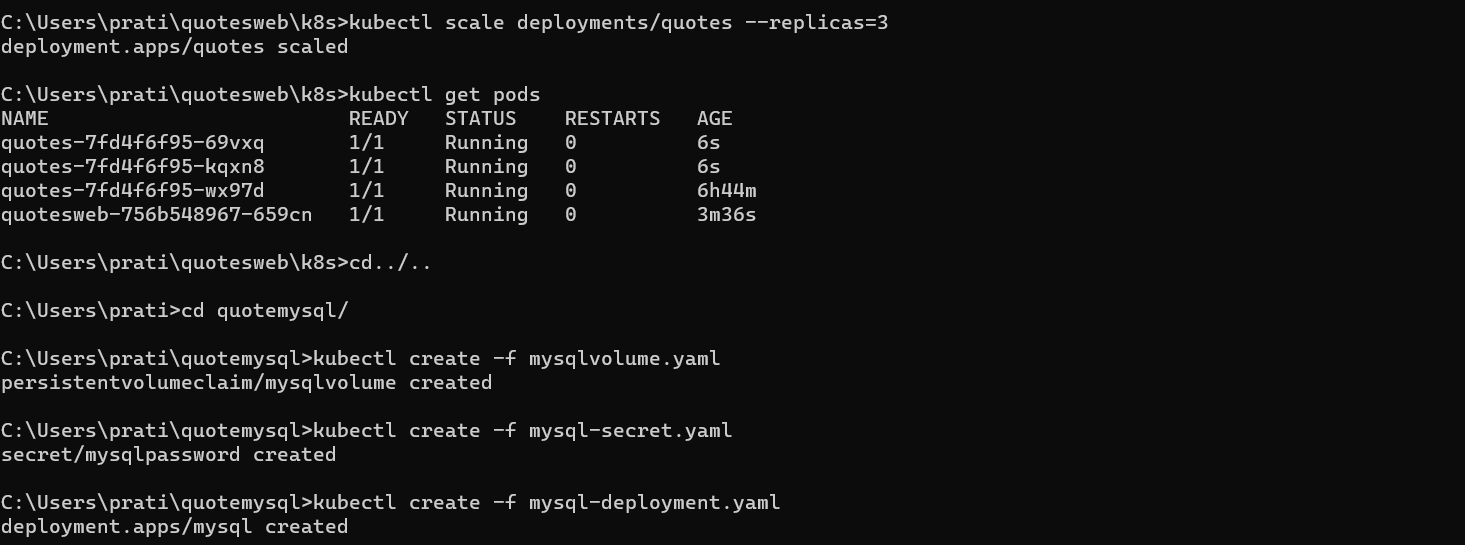 C:\Users\prati\quotesweb\k8s>kubectl scale deployments/quotes --replicas=3
deployment.apps/quotes scaled
C:\Users\prati\quotesweb\k8s>kubectl get pods
NAME                         READY   STATUS    RESTARTS   AGE
quotes-7fd4f6f95-69vxq       1/1     Running   0          6s
quotes-7fd4f6f95-kqxn8       1/1     Running   0          6s
quotes-7fd4f6f95-wx97d       1/1     Running   0          6h44m
quotesweb-756b548967-659cn   1/1     Running   0          3m36s
C:\Users\prati\quotesweb\k8s>cd../..
C:\Users\prati>cd quotemysql/
C:\Users\prati\quotemysql>kubectl create -f mysqlvolume.yaml
persistentvolumeclaim/mysqlvolume created
C:\Users\prati\quotemysql>kubectl create -f mysql-secret.yaml
secret/mysqlpassword created
C:\Users\prati\quotemysql>kubectl create -f mysql-deployment.yaml
deployment.apps/mysql created